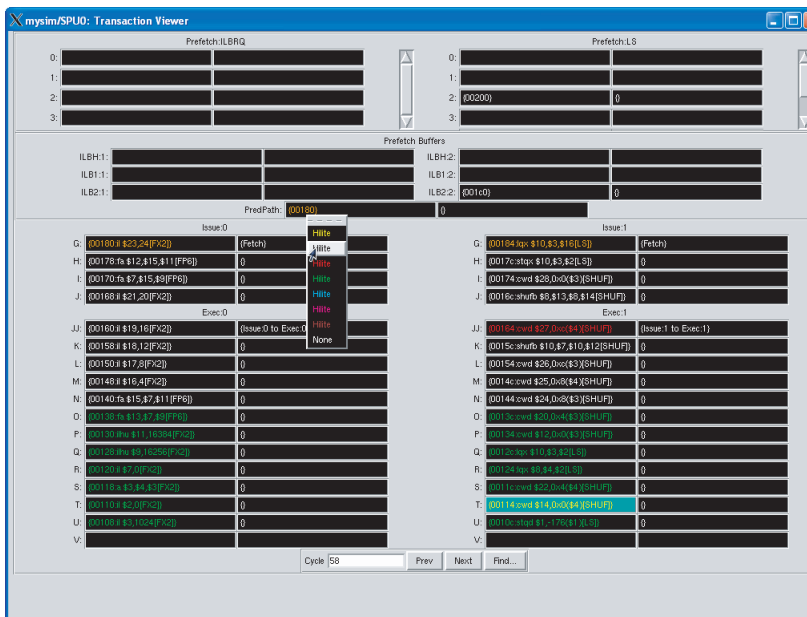 mysim/SPU0: Transaction Viewer
Prefetch:ILBRQ Prefetch:LS
0: 0:
1: 1:
2: 2: {00200} {}
3: 3:
Prefetch Buffers
ILBH:1: ILBH:2:
ILB1:1: ILB1:2:
ILB2:1: ILB2:2: {001c0} {}
PredPath: {00180} {}
Issue:0 Issue:1
Hilite
G: {00180:il $23,24[FX2]} {Fetch} G: {00184:lqx $10,$3,$16[LS]} {Fetch}
Hilite
H: {00178:fa $12,$15,$11[FP6]} {} H: {0017c:stqx $10,$3,$2[LS]} {}
Hilite
I: {00170:fa $7,$15,$9[FP6]} {} I: {00174:cwd $28,0x0($3)[SHUF]} {}
Hilite
J: {00168:il $21,20[FX2]} {} J: {0016c:shufb $8,$13,$8,$14[SHUF]} {}
Hilite
Exec:0 Exec:1
Hilite
JJ: {00160:il $19,16[FX2]} {Issue:0 to Exec:0 JJ: {00164:cwd $27,0xc($4)[SHUF]} {Issue:1 to Exec:1}
Hilite
K: {00158:il $18,12[FX2]} {} K: {0015c:shufb $10,$7,$10,$12[SHUF]} {}
None
L: {00150:il $17,8[FX2]} {} L: {00154:cwd $26,0xc($3)[SHUF]} {}
M: {00148:il $16,4[FX2]} {} M: {0014c:cwd $25,0x8($4)[SHUF]} {}
N: {00140:fa $15,$7,$11[FP6]} {} N: {00144:cwd $24,0x8($3)[SHUF]} {}
O: {00138:fa $13,$7,$9[FP6]} {} O: {0013c:cwd $20,0x4($3)[SHUF]} {}
P: {00130:ilhu $11,16384[FX2]} {} P: {00134:cwd $12,0x0($3)[SHUF]} {}
Q: {00128:ilhu $9,16256[FX2]} {} Q: {0012c:lqx $10,$3,$2[LS]} {}
R: {00120:il $7,0[FX2]} {} R: {00124:lqx $8,$4,$2[LS]} {}
S: {00118:a $3,$4,$3[FX2]} {} S: {0011c:cwd $22,0x4($4)[SHUF]} {}
T: {00110:il $2,0[FX2]} {} T: {00114:cwd $14,0x0($4)[SHUF]} {}
U: {00108:il $3,1024[FX2]} {} U: {0010c:stqd $1,-176($1)[LS]} {}
V: V:
Cycle 58 Prev Next Find...